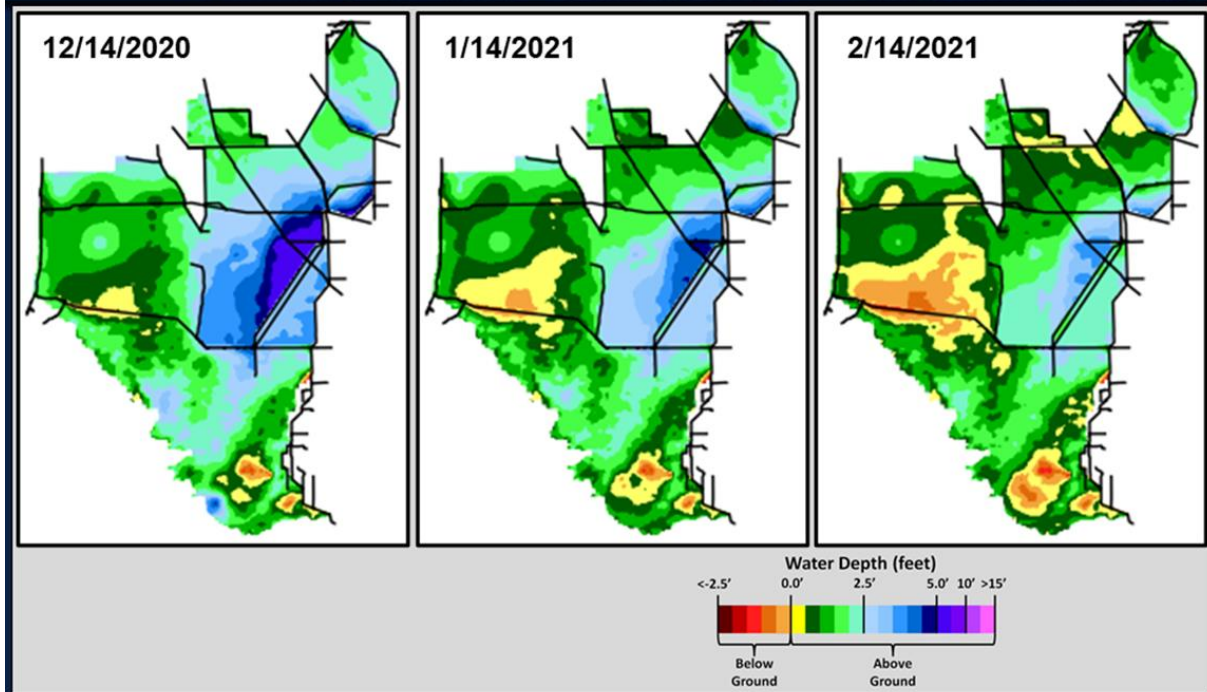 12/14/2020
1/14/2021
2/14/2021
Water Depth (feet)
<-2.5' 0.0' 2.5' 5.0' 10' >15'
Below Ground
Above Ground